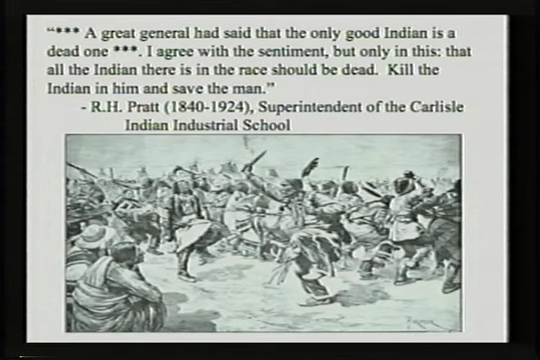 “*** A great general had said that the only good Indian is a
dead one ***. I agree with the sentiment, but only in this: that
all the Indian there is in the race should be dead.  Kill the
Indian in him and save the man.”
- R.H. Pratt (1840-1924), Superintendent of the Carlisle
Indian Industrial School